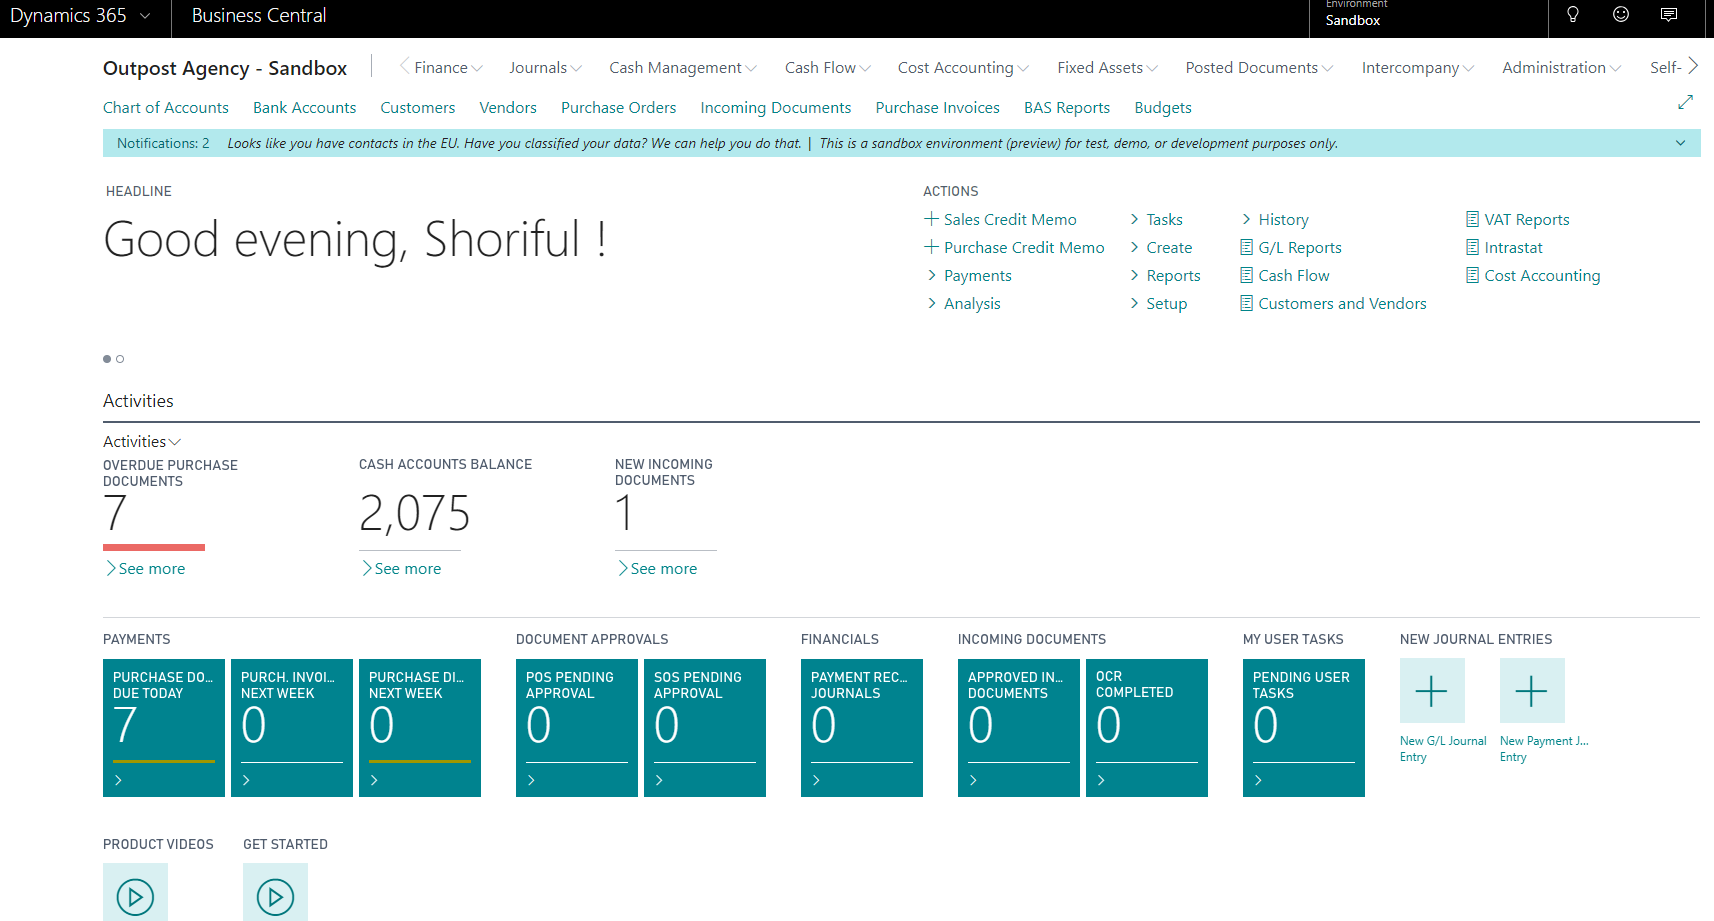 Dynamics 365
Business Central
Environment
Sandbox
Outpost Agency - Sandbox
Finance
Journals
Cash Management
Cash Flow
Cost Accounting
Fixed Assets
Posted Documents
Intercompany
Administration
Self-
Chart of Accounts
Bank Accounts
Customers
Vendors
Purchase Orders
Incoming Documents
Purchase Invoices
BAS Reports
Budgets
Notifications: 2 Looks like you have contacts in the EU. Have you classified your data? We can help you do that. | This is a sandbox environment (preview) for test, demo, or development purposes only.
HEADLINE
Good evening, Shoriful !
ACTIONS
+ Sales Credit Memo
+ Purchase Credit Memo
> Payments
> Analysis
> Tasks
> Create
> Reports
> Setup
> History
G/L Reports
Cash Flow
Customers and Vendors
VAT Reports
Intrastat
Cost Accounting
Activities
Activities
OVERDUE PURCHASE
DOCUMENTS
7
See more
CASH ACCOUNTS BALANCE
2,075
See more
NEW INCOMING
DOCUMENTS
1
See more
PAYMENTS
PURCHASE DO...
DUE TODAY
7
PURCH. INVOI...
NEXT WEEK
0
PURCHASE DI...
NEXT WEEK
0
DOCUMENT APPROVALS
POS PENDING
APPROVAL
0
SOS PENDING
APPROVAL
0
FINANCIALS
PAYMENT REC...
JOURNALS
0
INCOMING DOCUMENTS
APPROVED IN...
DOCUMENTS
0
OCR
COMPLETED
0
MY USER TASKS
PENDING USER
TASKS
0
NEW JOURNAL ENTRIES
New G/L Journal
Entry
New Payment J...
Entry
PRODUCT VIDEOS
GET STARTED